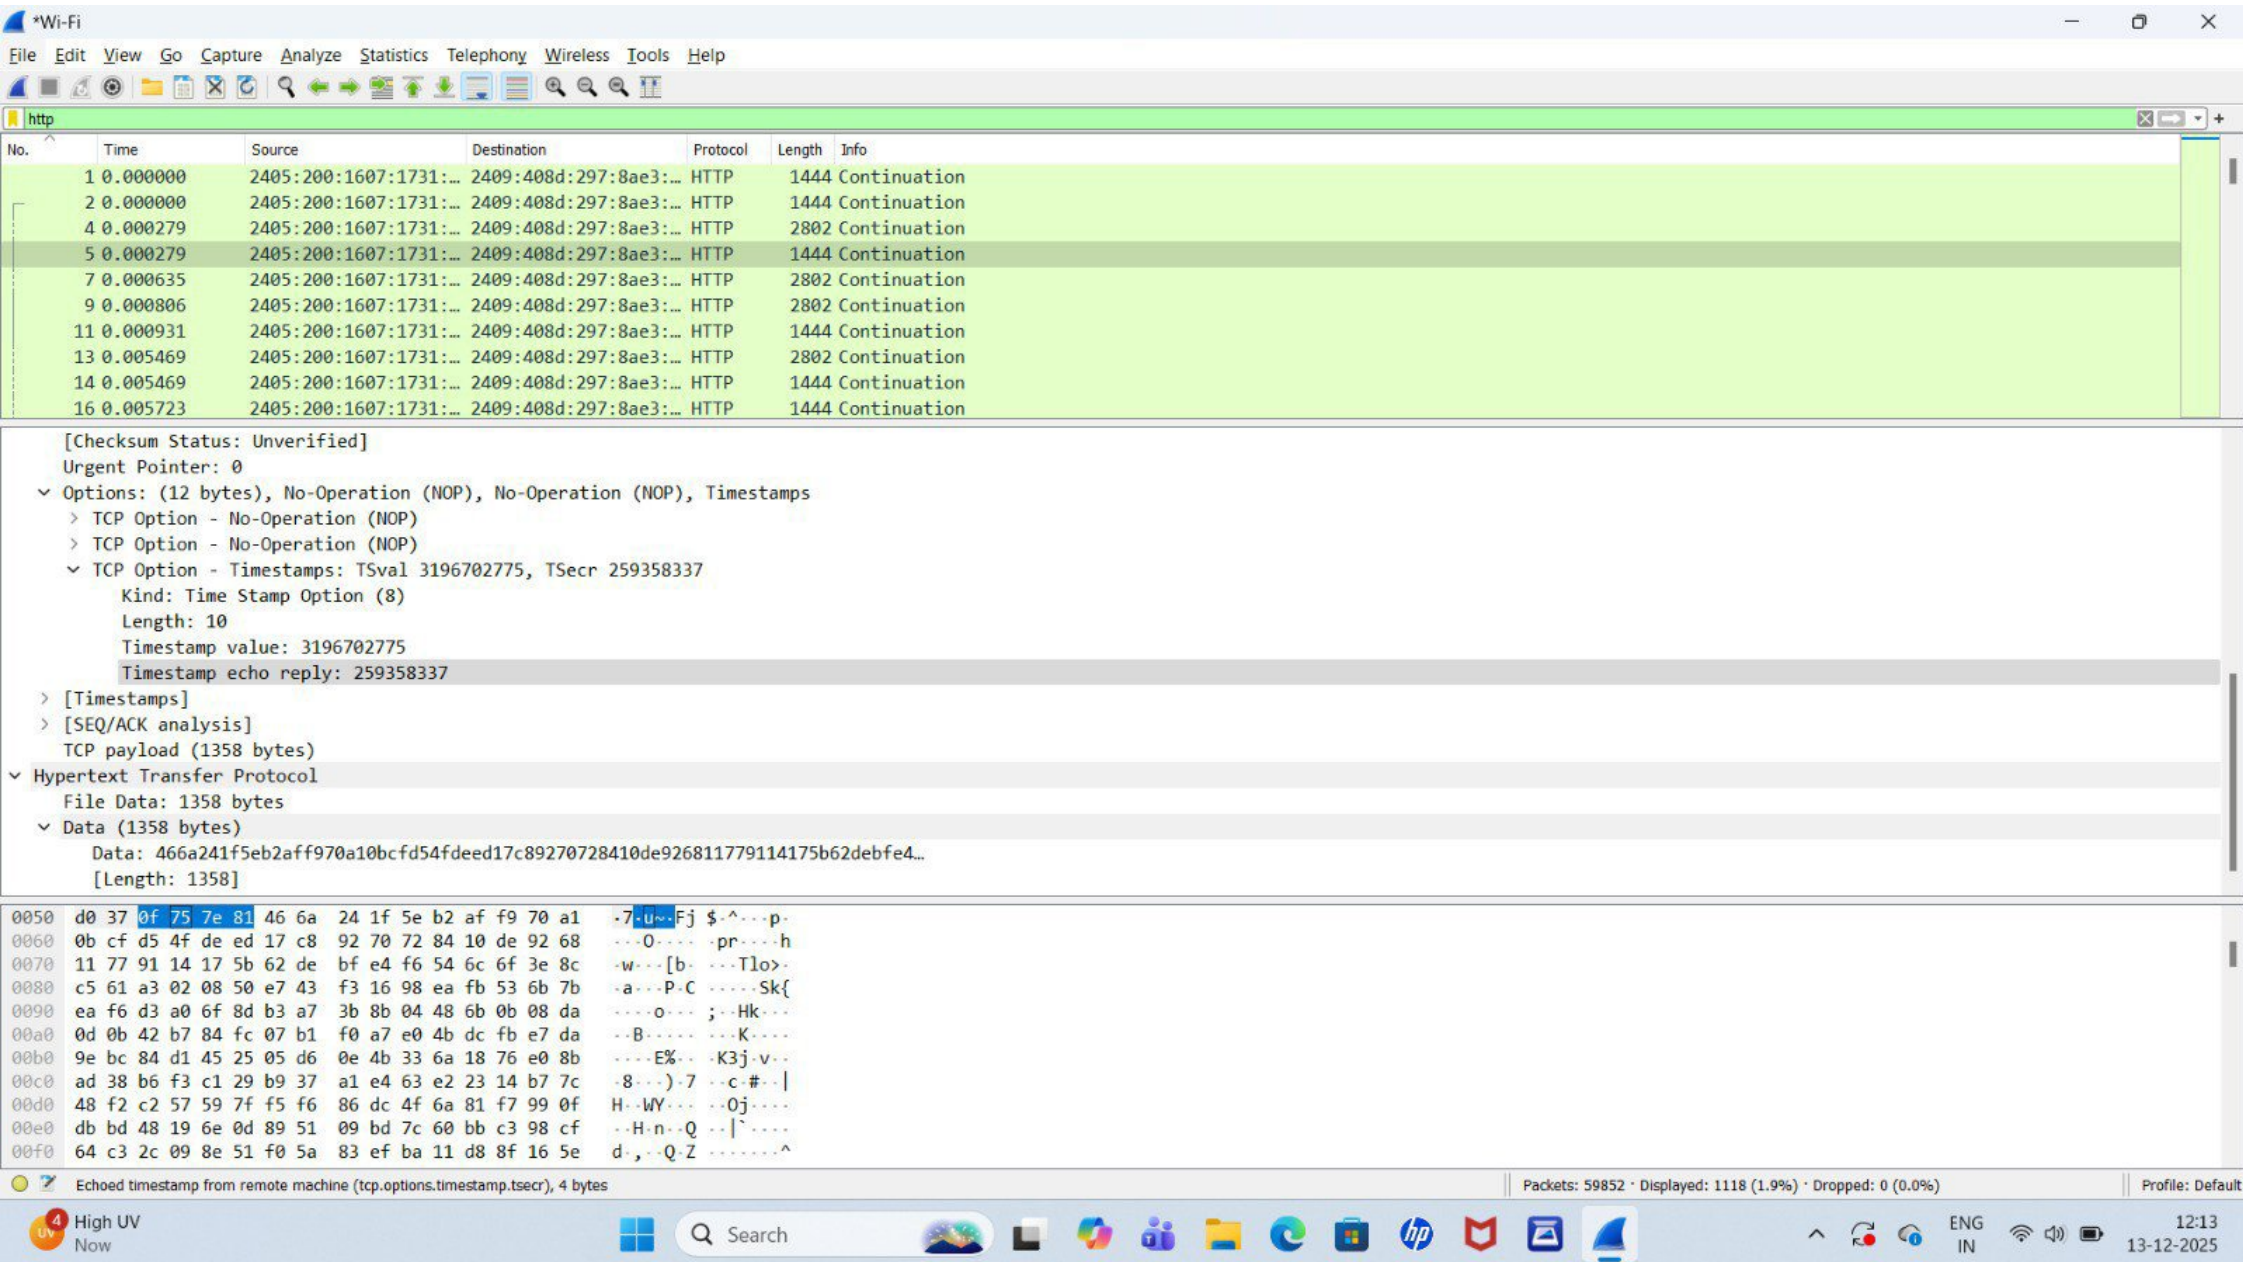 *Wi-Fi
File Edit View Go Capture Analyze Statistics Telephony Wireless Tools Help
http
No. Time Source Destination Protocol Length Info
1 0.000000 2405:200:1607:1731:… 2409:408d:297:8ae3:… HTTP 1444 Continuation
2 0.000000 2405:200:1607:1731:… 2409:408d:297:8ae3:… HTTP 1444 Continuation
4 0.000279 2405:200:1607:1731:… 2409:408d:297:8ae3:… HTTP 2802 Continuation
5 0.000279 2405:200:1607:1731:… 2409:408d:297:8ae3:… HTTP 1444 Continuation
7 0.000635 2405:200:1607:1731:… 2409:408d:297:8ae3:… HTTP 2802 Continuation
9 0.000806 2405:200:1607:1731:… 2409:408d:297:8ae3:… HTTP 2802 Continuation
11 0.000931 2405:200:1607:1731:… 2409:408d:297:8ae3:… HTTP 1444 Continuation
13 0.005469 2405:200:1607:1731:… 2409:408d:297:8ae3:… HTTP 2802 Continuation
14 0.005469 2405:200:1607:1731:… 2409:408d:297:8ae3:… HTTP 1444 Continuation
16 0.005723 2405:200:1607:1731:… 2409:408d:297:8ae3:… HTTP 1444 Continuation
[Checksum Status: Unverified]
Urgent Pointer: 0
Options: (12 bytes), No-Operation (NOP), No-Operation (NOP), Timestamps
TCP Option - No-Operation (NOP)
TCP Option - No-Operation (NOP)
TCP Option - Timestamps: TSval 3196702775, TSecr 259358337
Kind: Time Stamp Option (8)
Length: 10
Timestamp value: 3196702775
Timestamp echo reply: 259358337
[Timestamps]
[SEQ/ACK analysis]
TCP payload (1358 bytes)
Hypertext Transfer Protocol
File Data: 1358 bytes
Data (1358 bytes)
Data: 466a241f5eb2aff970a10bcfd54fdeed17c89270728410de926811779114175b62debfe4…
[Length: 1358]
0050 d0 37 0f 75 7e 81 46 6a 24 1f 5e b2 af f9 70 a1 ·7·u~·Fj $·^···p·
0060 0b cf d5 4f de ed 17 c8 92 70 72 84 10 de 92 68 ···O···· ·pr····h
0070 11 77 91 14 17 5b 62 de bf e4 f6 54 6c 6f 3e 8c ·w···[b· ···Tlo>·
0080 c5 61 a3 02 08 50 e7 43 f3 16 98 ea fb 53 6b 7b ·a···P·C ·····Sk{
0090 ea f6 d3 a0 6f 8d b3 a7 3b 8b 04 48 6b 0b 08 da ····o··· ;··Hk···
00a0 0d 0b 42 b7 84 fc 07 b1 f0 a7 e0 4b dc fb e7 da ··B····· ···K····
00b0 9e bc 84 d1 45 25 05 d6 0e 4b 33 6a 18 76 e0 8b ····E%·· ·K3j·v··
00c0 ad 38 b6 f3 c1 29 b9 37 a1 e4 63 e2 23 14 b7 7c ·8···)·7 ··c·#··|
00d0 48 f2 c2 57 59 7f f5 f6 86 dc 4f 6a 81 f7 99 0f H··WY··· ··Oj····
00e0 db bd 48 19 6e 0d 89 51 09 bd 7c 60 bb c3 98 cf ··H·n··Q ··|`····
00f0 64 c3 2c 09 8e 51 f0 5a 83 ef ba 11 d8 8f 16 5e d·,··Q·Z ·······^
Echoed timestamp from remote machine (tcp.options.timestamp.tsecr), 4 bytes Packets: 59852 · Displayed: 1118 (1.9%) · Dropped: 0 (0.0%) Profile: Default
4
UV
High UV
Now
Search
hp
ENG
IN
12:13
13-12-2025